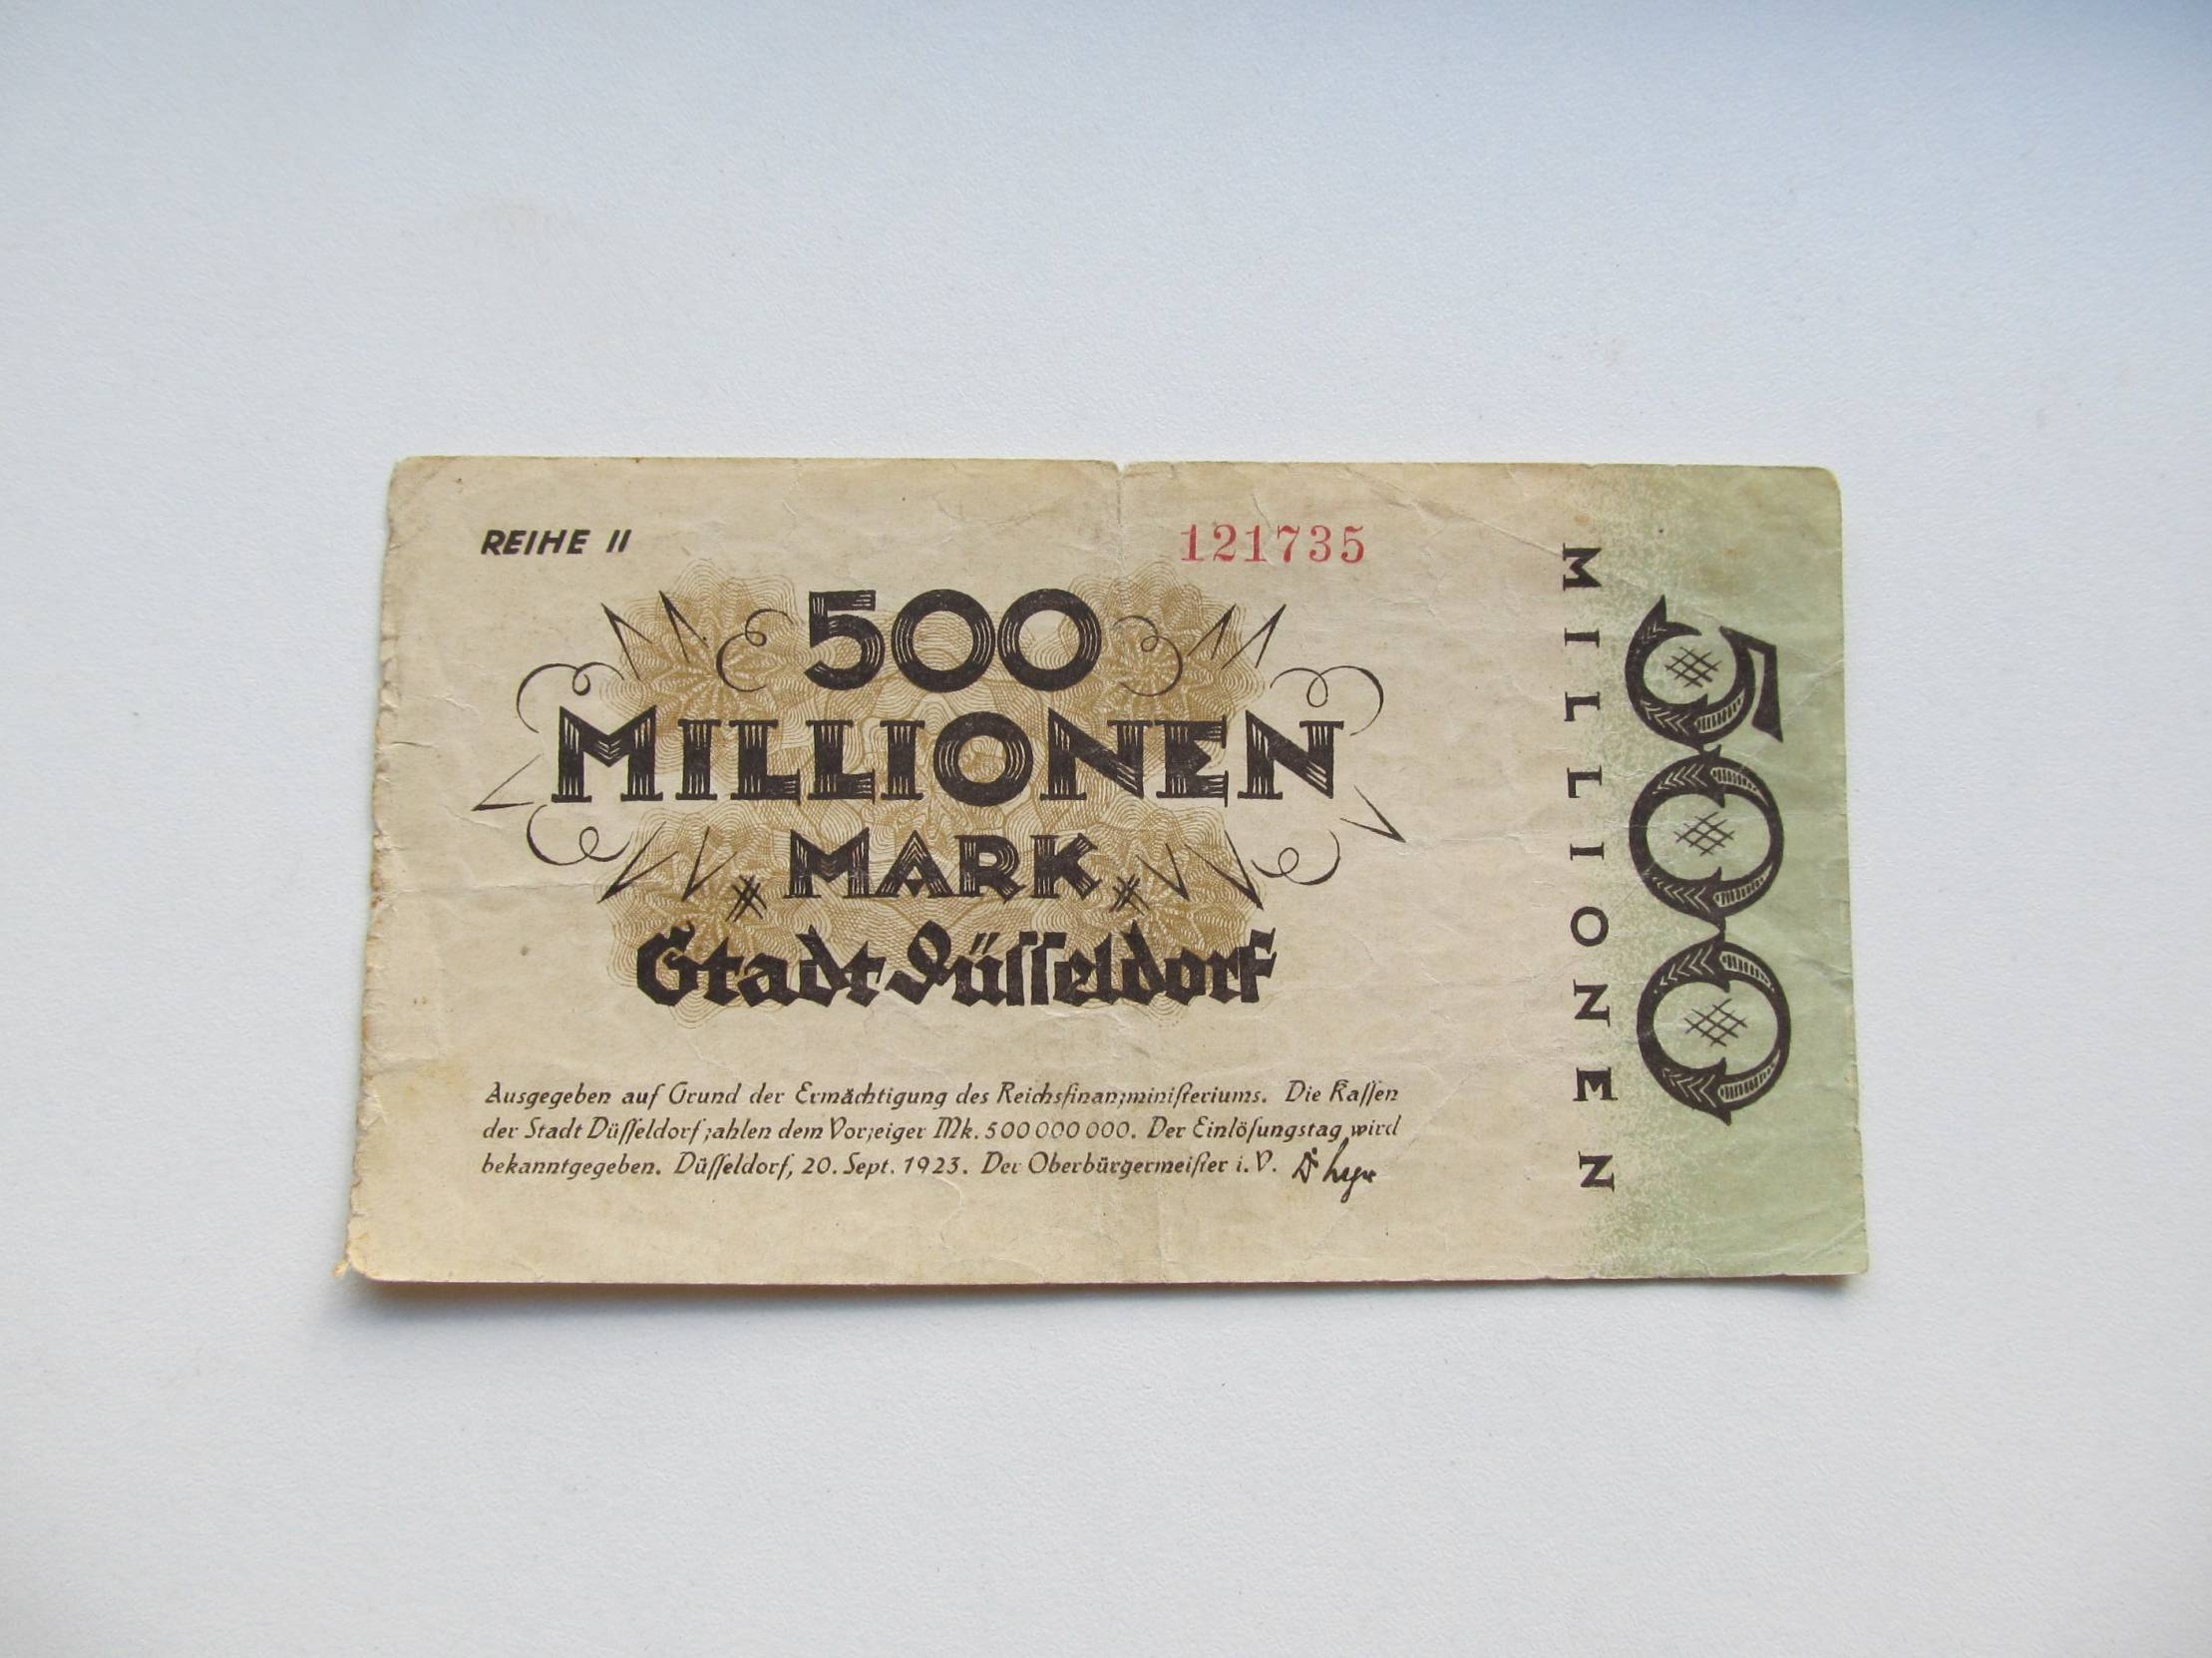 REIHE II
121735
500
MILLIONEN
MARK
Stadt Düſſeldorf
Ausgegeben auf Grund der Ermächtigung des Reichsfinanzminiſteriums. Die Kaſſen
der Stadt Düſſeldorf zahlen dem Vorzeiger Mk. 500 000 000. Der Einlöſungstag wird
bekanntgegeben. Düſſeldorf, 20. Sept. 1923. Der Oberbürgermeiſter i. V.
MILLIONEN
500